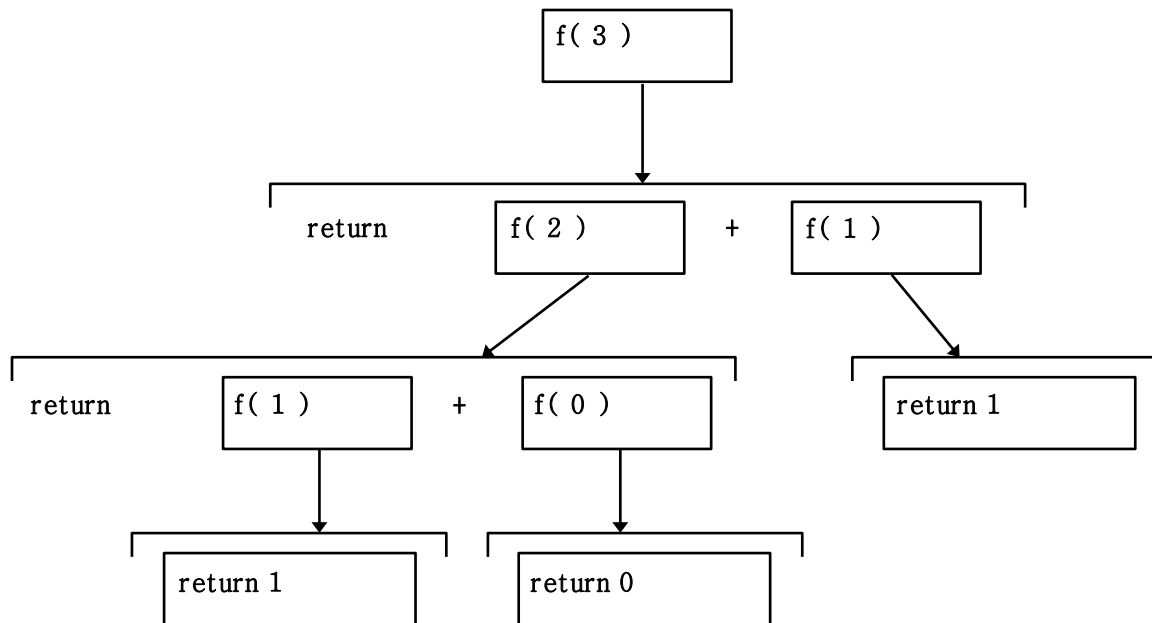 f( 3 )
return f( 2 ) + f( 1 )
return f( 1 ) + f( 0 ) return 1
return 1 return 0